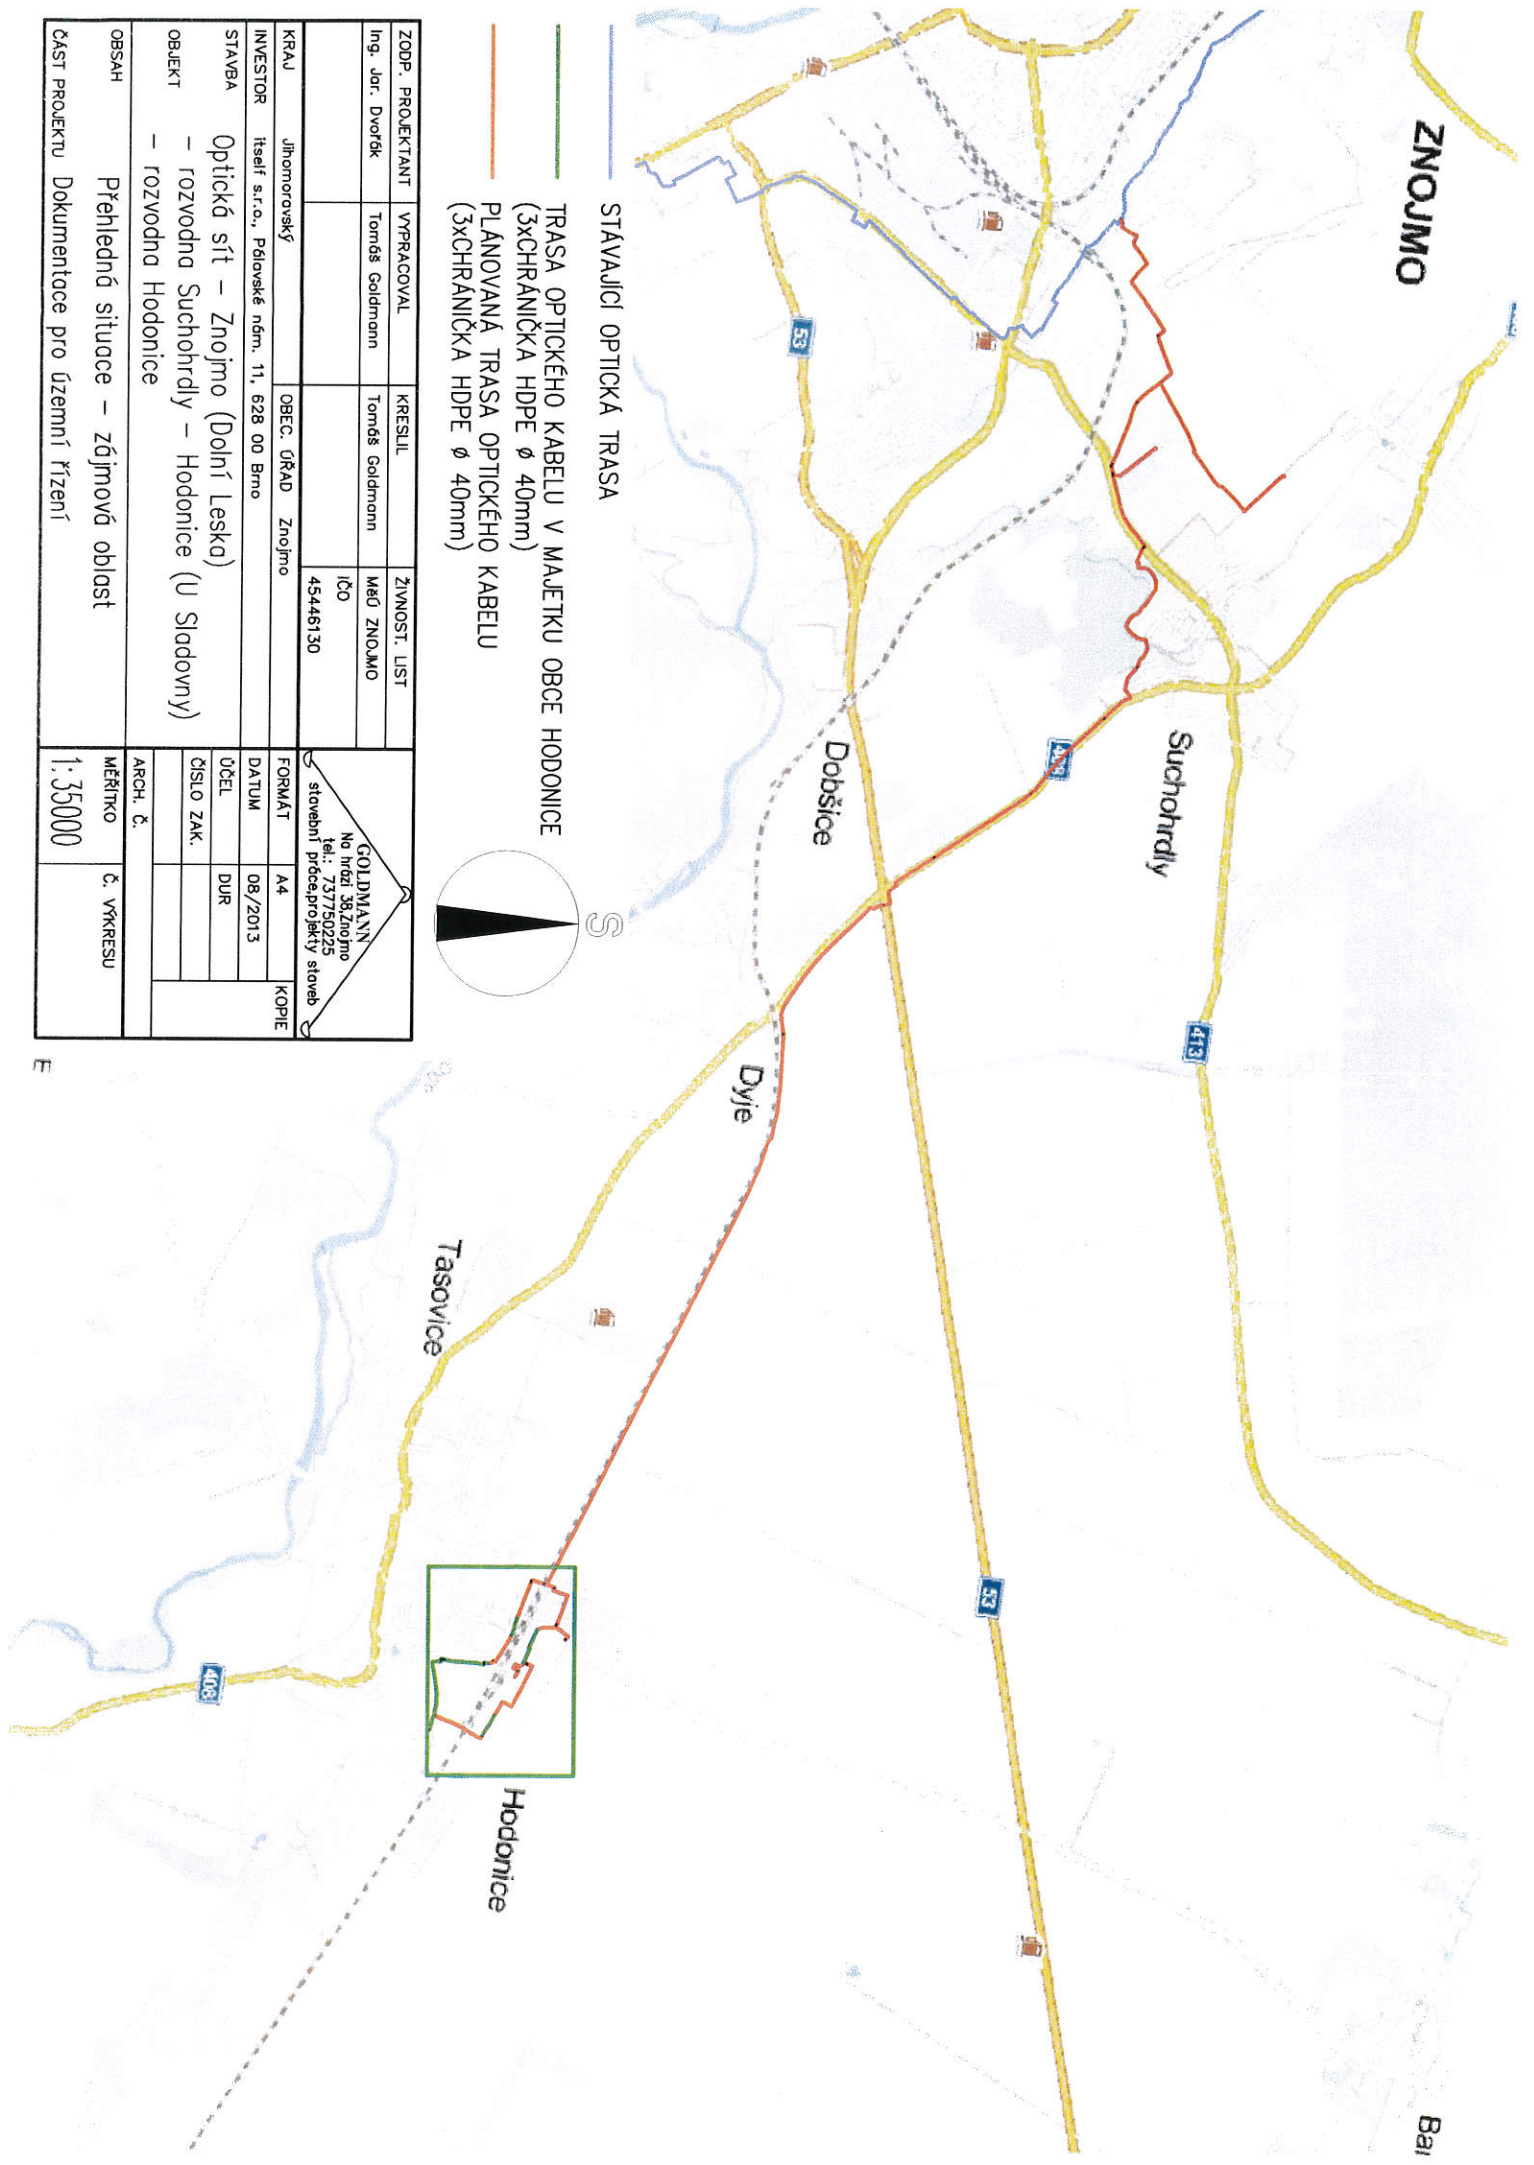 ZNOJMO
Suchohrdly
413
408
53
Dobšice
Dyje
53
Tasovice
Hodonice
408
Dyje
S
STÁVAJÍCÍ OPTICKÁ TRASA
TRASA OPTICKÉHO KABELU V MAJETKU OBCE HODONICE
(3xCHRÁNIČKA HDPE ø 40mm)
PLÁNOVANÁ TRASA OPTICKÉHO KABELU
(3xCHRÁNIČKA HDPE ø 40mm)
ZODP. PROJEKTANT VYPRACOVAL KRESLIL ŽIVNOST. LIST
Ing. Jar. Dvořák Tomáš Goldmann Tomáš Goldmann MěÚ ZNOJMO
IČO
45446130
GOLDMANN
Na hrázi 38,Znojmo
tel.: 737750225
stavební práce,projekty staveb
KRAJ Jihomoravský OBEC. ÚŘAD Znojmo
INVESTOR itself s.r.o., Pálavské nám. 11, 628 00 Brno
STAVBA Optická síť – Znojmo (Dolní Leska)
OBJEKT – rozvodna Suchohrdly – Hodonice (U Sladovny)
– rozvodna Hodonice
OBSAH Přehledná situace – zájmová oblast
ČÁST PROJEKTU Dokumentace pro územní řízení
FORMÁT A4 KOPIE
DATUM 08/2013
ÚČEL DUR
ČÍSLO ZAK.
ARCH. Č.
MĚŘÍTKO Č. VÝKRESU
1:35000
E